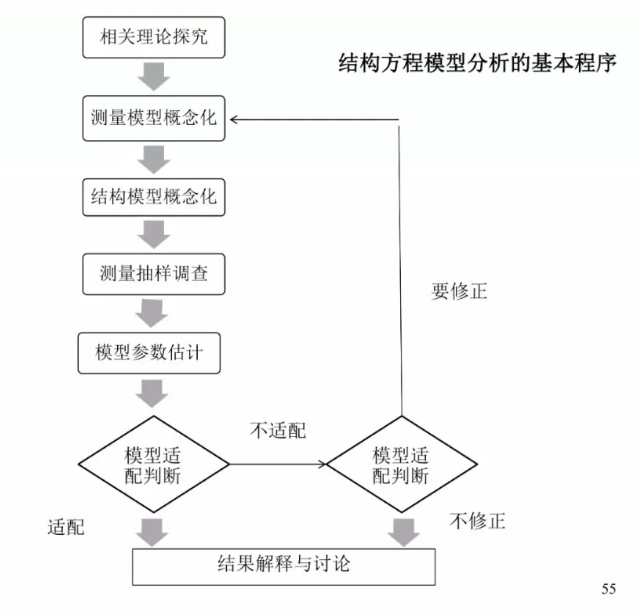 相关理论探究
结构方程模型分析的基本程序
测量模型概念化
结构模型概念化
测量抽样调查
要修正
模型参数估计
不适配
模型适
配判断
模型适
配判断
适配
不修正
结果解释与讨论
55